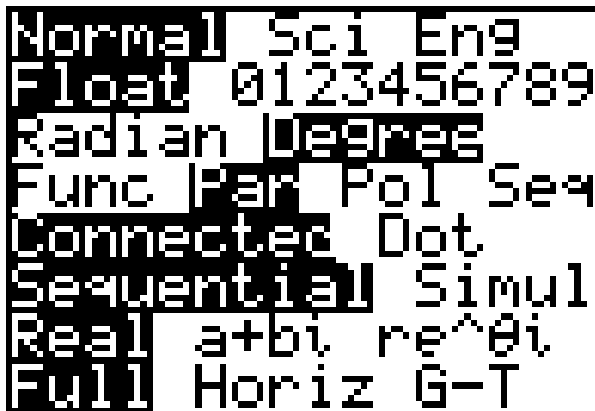 Normal Sci Eng
Float 0123456789
Radian Degree
Func Par Pol Seq
Connected Dot
Sequential Simul
Real a+bi re^θi
Full Horiz G-T